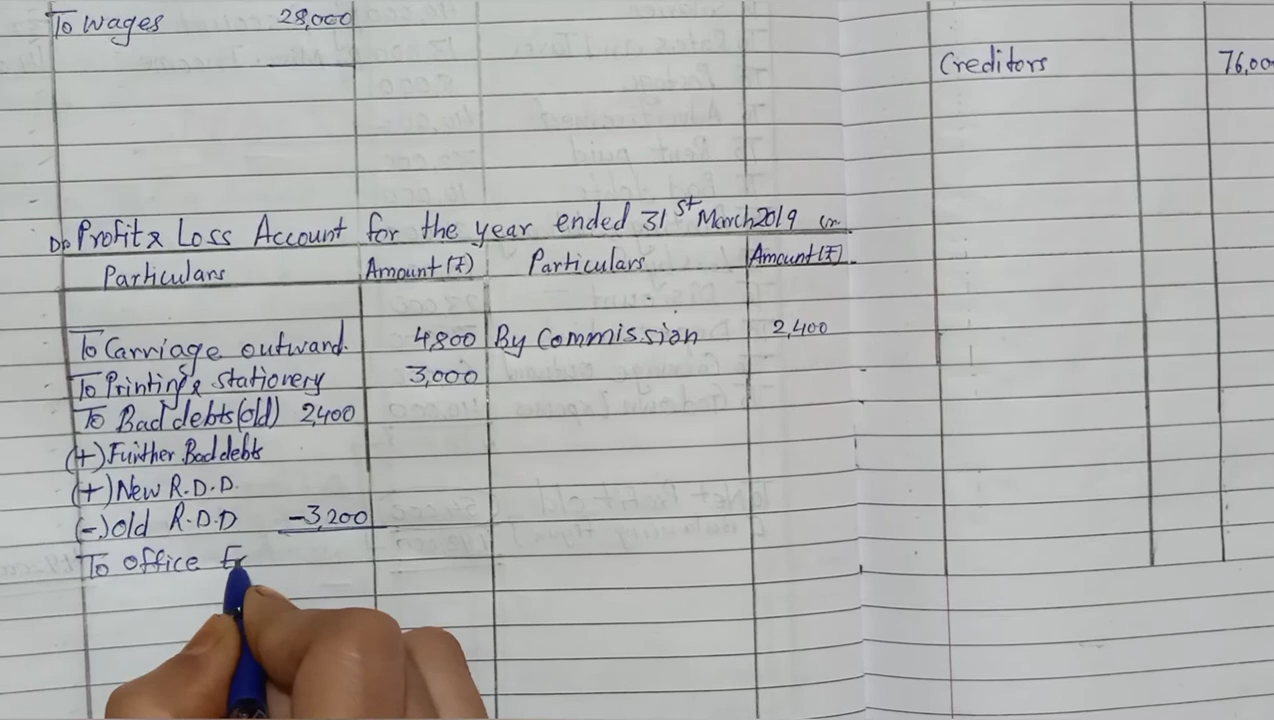 To Wages 28,000
Creditors 76,00
Dr Profit & Loss Account for the year ended 31st March 2019 Cr
Particulars Amount (₹) Particulars Amount (₹)
To Carriage outward. 4800 By Commission 2,400
To Printing & Stationery 3,000
To Bad debts (old) 2,400
(+) Further Bad debts
(+) New R.D.D.
(-) old R.D.D -3,200
To office E